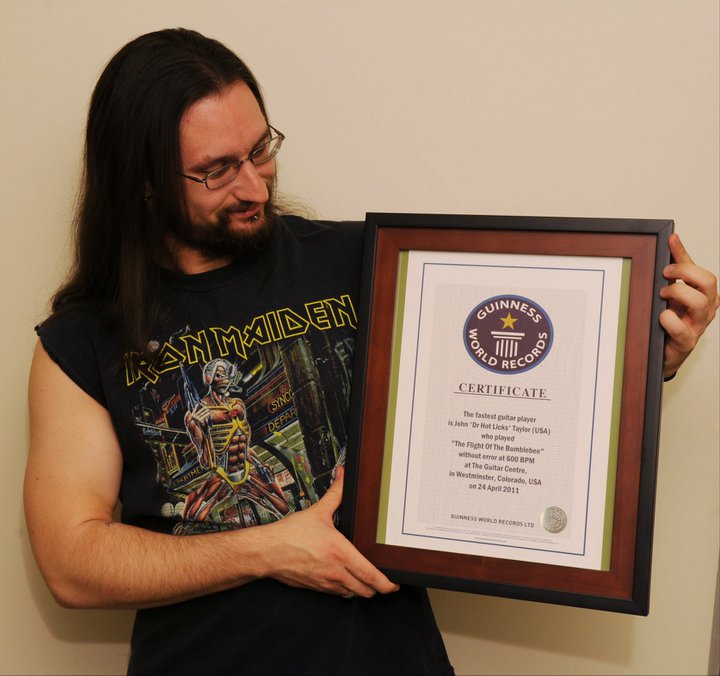 IRON MAIDEN
SYNC
DEPAR
GUINNESS
WORLD RECORDS
CERTIFICATE
The fastest guitar player
is John 'Dr Hot Licks' Taylor (USA)
who played
"The Flight Of The Bumblebee"
without error at 600 BPM
at The Guitar Centre,
in Westminster, Colorado, USA
on 24 April 2011
GUINNESS WORLD RECORDS LTD